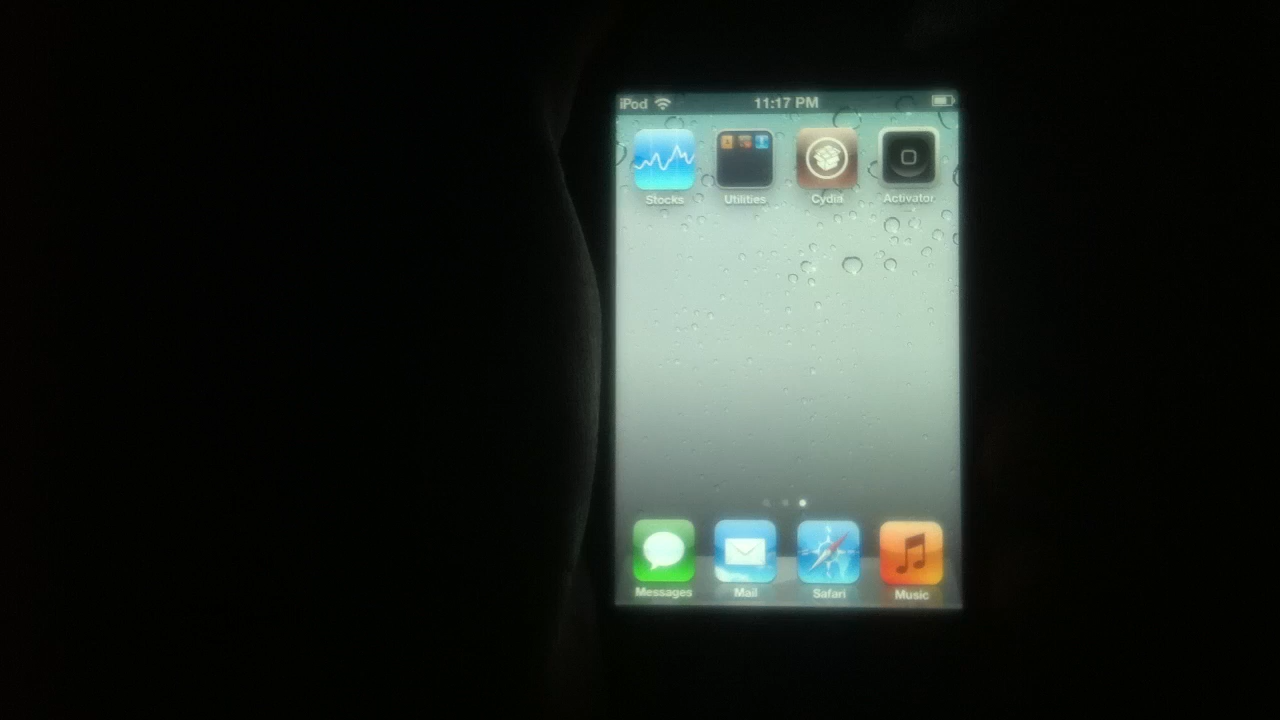 iPod 11:17 PM
Stocks Utilities Cydia Activator
Messages Mail Safari Music